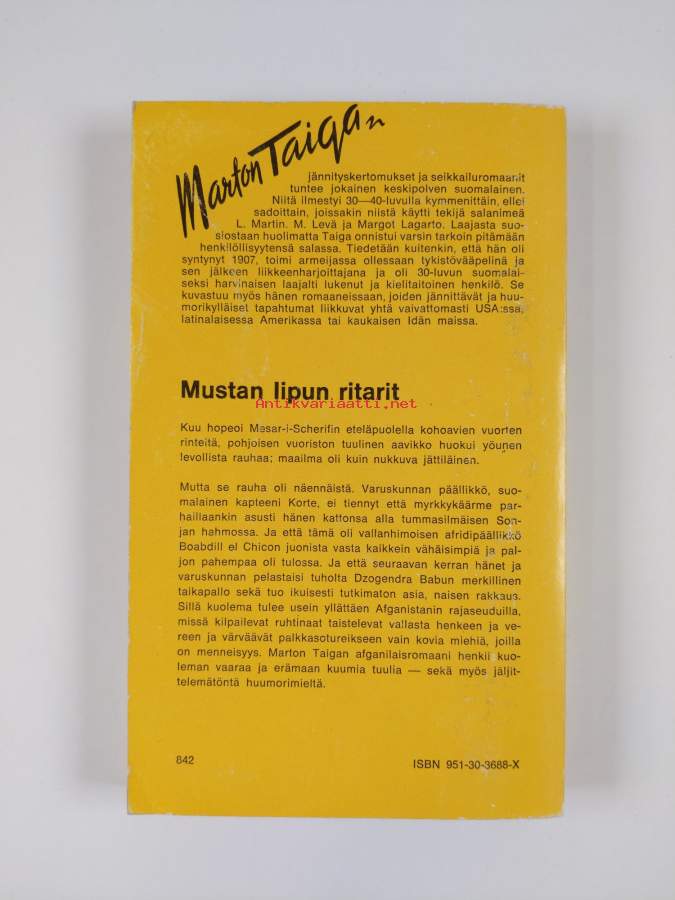 Marton Taigan
jännityskertomukset ja seikkailuromaanit
tuntee jokainen keskipolven suomalainen.
Niitä ilmestyi 30—40-luvulla kymmenittäin, ellei
sadoittain, joissakin niistä käytti tekijä salanimeä
L. Martin. M. Levä ja Margot Lagarto. Laajasta suo-
siostaan huolimatta Taiga onnistui varsin tarkoin pitämään
henkilöllisyytensä salassa. Tiedetään kuitenkin, että hän oli
syntynyt 1907, toimi armeijassa ollessaan tykistövääpelinä ja
sen jälkeen liikkeenharjoittajana ja oli 30-luvun suomalai-
seksi harvinaisen laajalti lukenut ja kielitaitoinen henkilö. Se
kuvastuu myös hänen romaaneissaan, joiden jännittävät ja huu-
morikylläiset tapahtumat liikkuvat yhtä vaivattomasti USA:ssa,
latinalaisessa Amerikassa tai kaukaisen Idän maissa.
Mustan lipun ritarit
Antikvariaatti.net
Kuu hopeoi Masar-i-Scherifin eteläpuolella kohoavien vuorten
rinteitä, pohjoisen vuoriston tuulinen aavikko huokui yöunen
levollista rauhaa; maailma oli kuin nukkuva jättiläinen.
Mutta se rauha oli näennäistä. Varuskunnan päällikkö, suo-
malainen kapteeni Korte, ei tiennyt että myrkkykäärme par-
haillaankin asusti hänen kattonsa alla tummasilmäisen Son-
jan hahmossa. Ja että tämä oli vallanhimoisen afridipäällikkö
Boabdill el Chicon juonista vasta kaikkein vähäisimpiä ja pal-
jon pahempaa oli tulossa. Ja että seuraavan kerran hänet ja
varuskunnan pelastaisi tuholta Dzogendra Babun merkillinen
taikapallo sekä tuo ikuisesti tutkimaton asia, naisen rakkaus.
Sillä kuolema tulee usein yllättäen Afganistanin rajaseuduilla,
missä kilpailevat ruhtinaat taistelevat vallasta henkeen ja ve-
reen ja värväävät palkkasotureikseen vain kovia miehiä, joilla
on menneisyys. Marton Taigan afganilaisromaani henkii kuo-
leman vaaraa ja erämaan kuumia tuulia — sekä myös jäljit-
telemätöntä huumorimieltä.
842
ISBN 951-30-3688-X